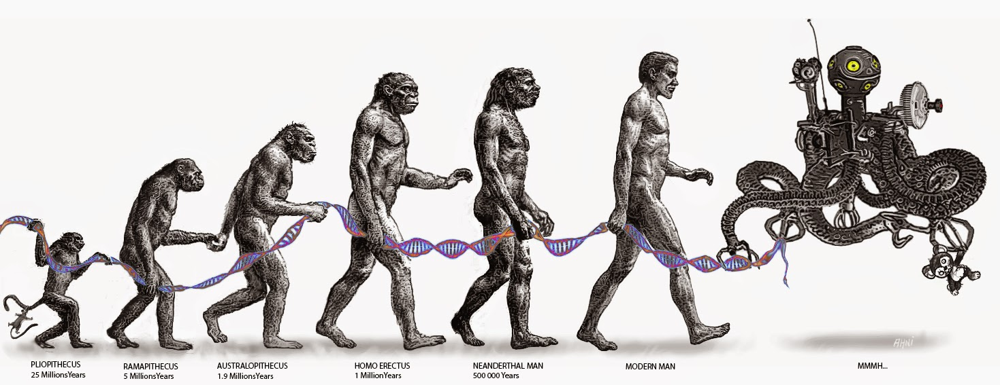 PLIOPITHECUS
25 MillionsYears
RAMAPITHECUS
5 MillionsYears
AUSTRALOPITHECUS
1.9 MillionsYears
HOMO ERECTUS
1 MillionYears
NEANDERTHAL MAN
500 000 Years
MODERN MAN
MMMH...
AHNi